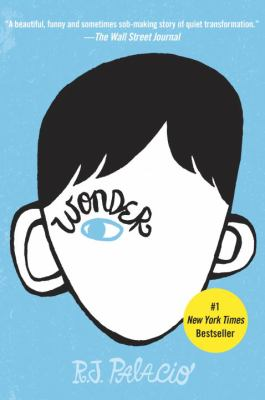 "A beautiful, funny and sometimes sob-making story of quiet transformation."
—The Wall Street Journal
WONDER
#1
New York Times
Bestseller
R.J. PALACIO